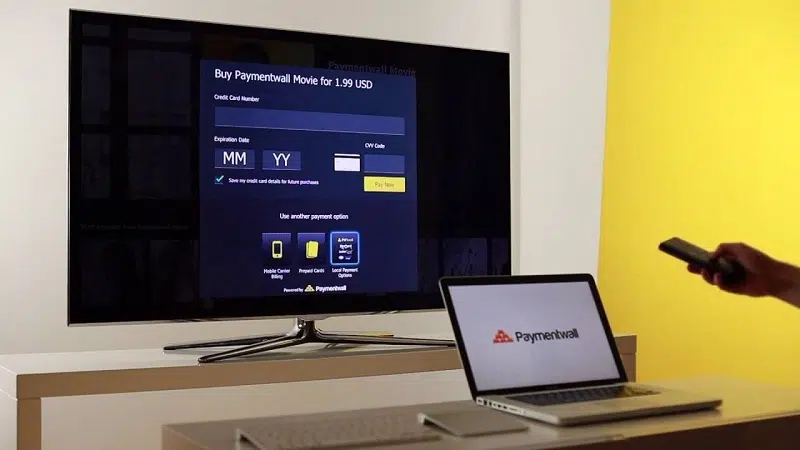 Paymentwall Movie
Buy Paymentwall Movie for 1.99 USD
Credit Card Number
Expiration Date
CVV Code
MM YY
Save my credit card details for future purchases
Pay Now
Use another payment option
Mobile Carrier
Billing
Prepaid Cards
Local Payment
Options
Powered by Paymentwall
Paymentwall